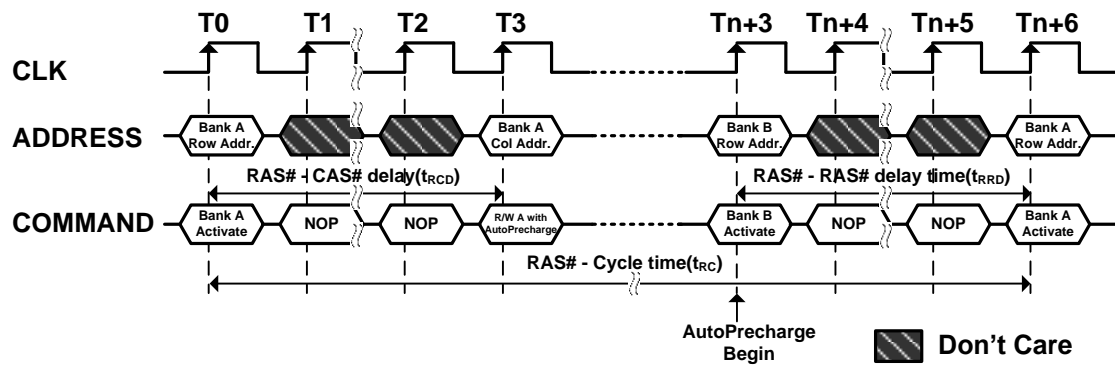 T0 T1 T2 T3 Tn+3 Tn+4 Tn+5 Tn+6
CLK
ADDRESS
Bank A
Row Addr.
Bank A
Col Addr.
Bank B
Row Addr.
Bank A
Row Addr.
RAS# - CAS# delay(tRCD)
RAS# - RAS# delay time(tRRD)
COMMAND
Bank A
Activate
NOP
NOP
R/W A with
AutoPrecharge
Bank B
Activate
NOP
NOP
Bank A
Activate
RAS# - Cycle time(tRC)
AutoPrecharge
Begin
Don't Care